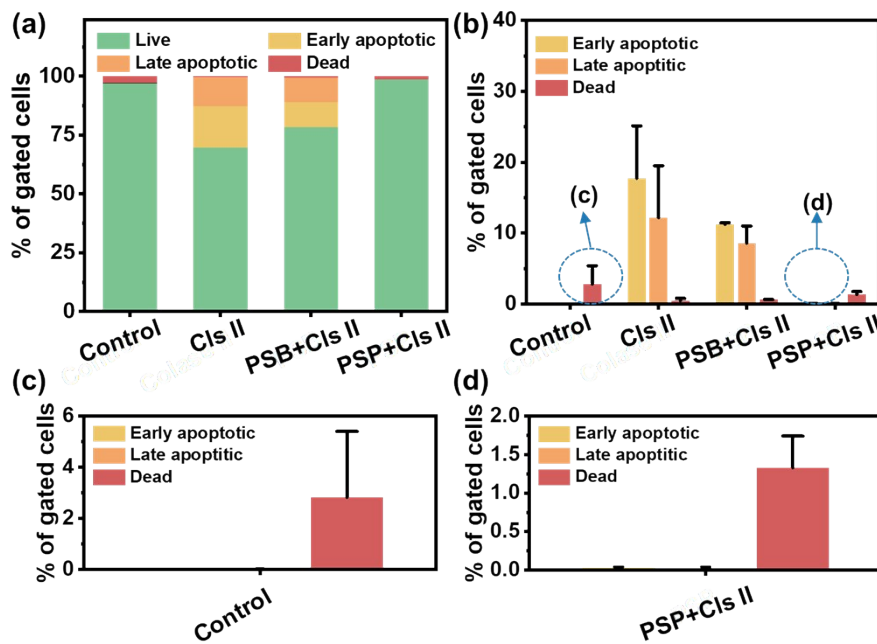 (a)
Live
Early apoptotic
Late apoptotic
Dead
% of gated cells
100
75
50
25
0
Control
Cls II
PSB+Cls II
PSP+Cls II
(b)
Early apoptotic
Late apoptitic
Dead
% of gated cells
40
30
20
10
0
(c)
(d)
Control
Cls II
PSB+Cls II
PSP+Cls II
(c)
Early apoptotic
Late apoptitic
Dead
% of gated cells
6
4
2
0
Control
(d)
Early apoptotic
Late apoptitic
Dead
% of gated cells
2.0
1.5
1.0
0.5
0.0
PSP+Cls II